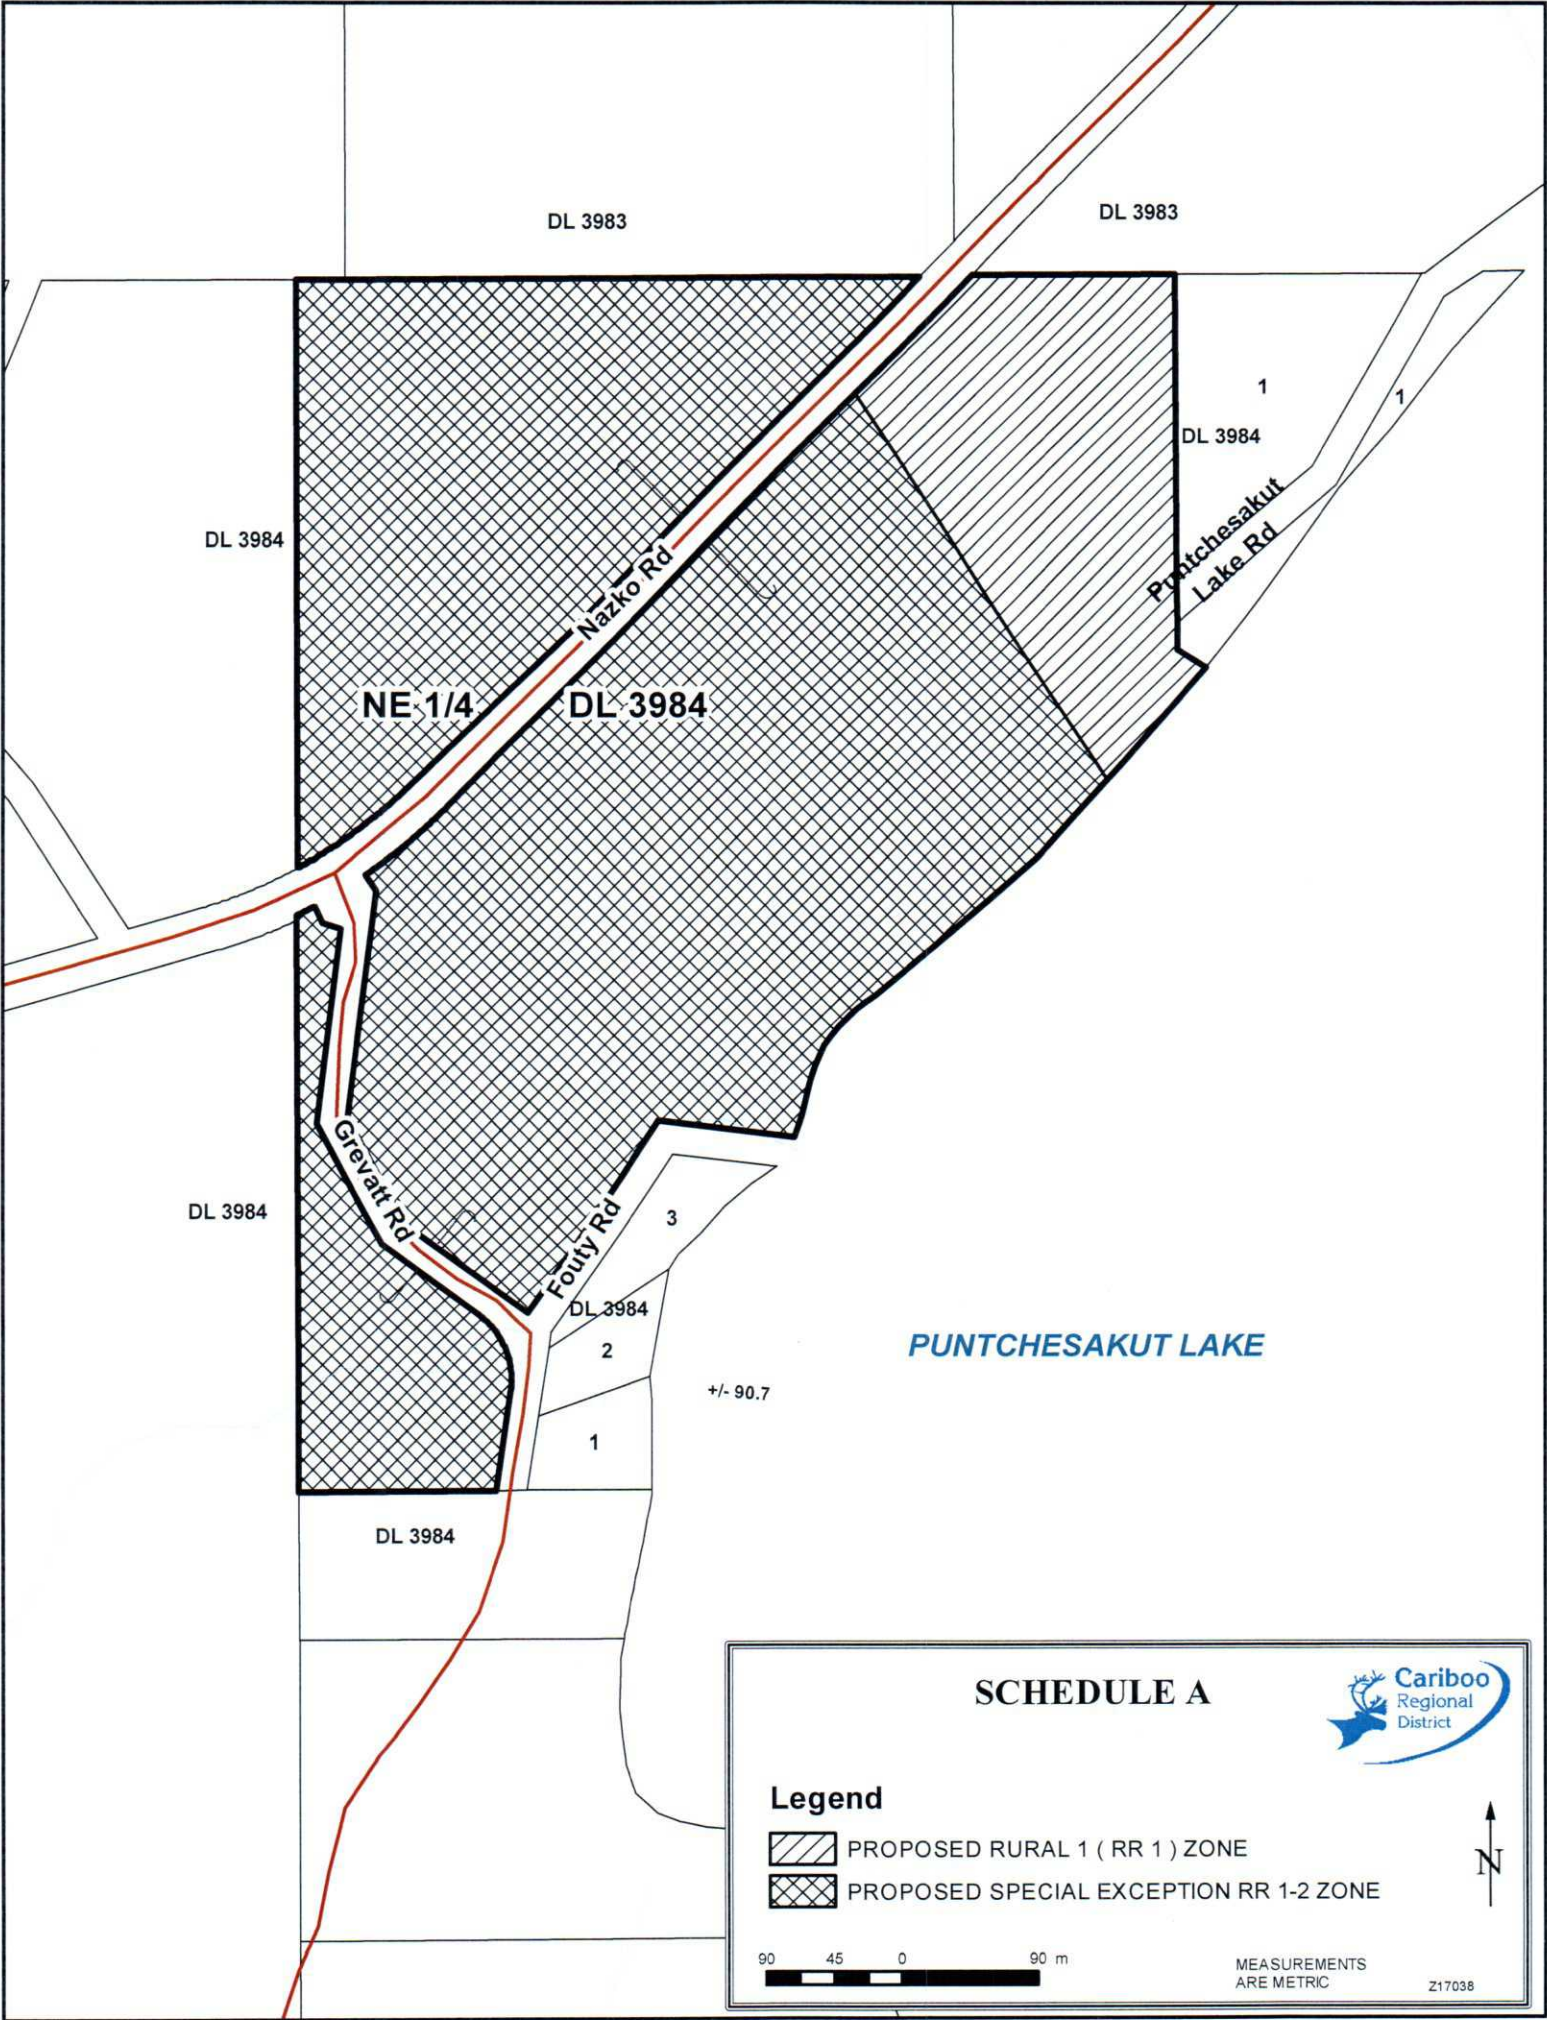 DL 3983
DL 3983
1
1
DL 3984
Puntchesakut
Lake Rd
DL 3984
Nazko Rd
NE 1/4
DL 3984
Grevatt Rd
DL 3984
3
Fouty Rd
DL 3984
2
PUNTCHESAKUT LAKE
+/- 90.7
1
DL 3984
SCHEDULE A
Cariboo
Regional
District
Legend
PROPOSED RURAL 1 ( RR 1 ) ZONE
N
PROPOSED SPECIAL EXCEPTION RR 1-2 ZONE
90 45 0 90 m
MEASUREMENTS
ARE METRIC
Z17038